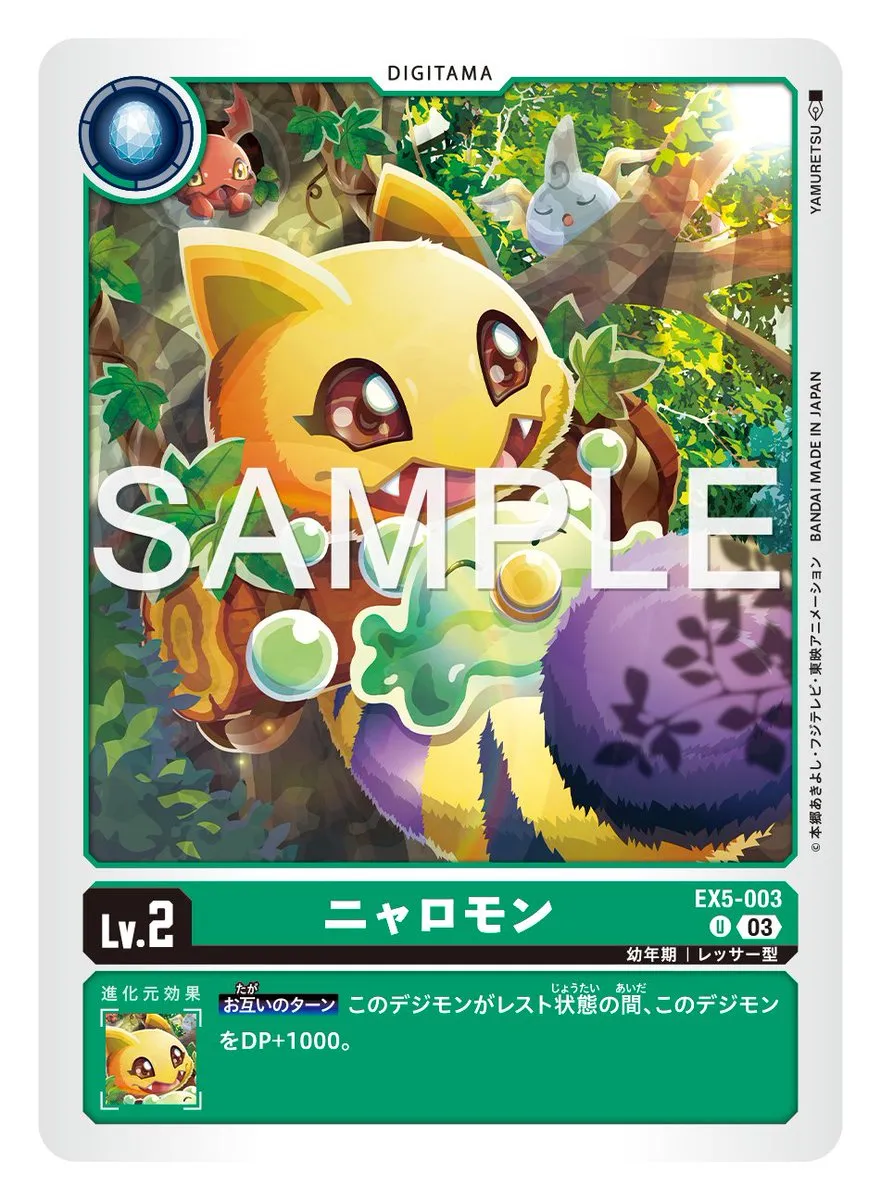 DIGITAMA
YAMURETSU
SAMPLE
© 本郷あきよし・フジテレビ・東映アニメーション BANDAI MADE IN JAPAN
Lv.2
ニャロモン
EX5-003
U 03
幼年期 | レッサー型
進化元効果
たが じょうたい あいだ
お互いのターン このデジモンがレスト状態の間、このデジモン
をDP+1000。